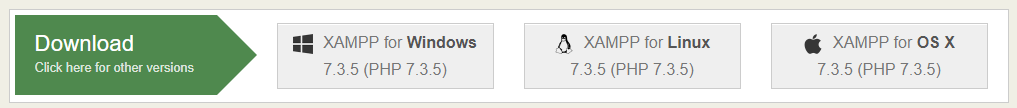 Download
Click here for other versions
XAMPP for Windows
7.3.5 (PHP 7.3.5)
XAMPP for Linux
7.3.5 (PHP 7.3.5)
XAMPP for OS X
7.3.5 (PHP 7.3.5)